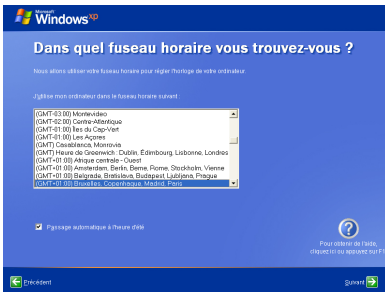 Microsoft
Windows xp
Dans quel fuseau horaire vous trouvez-vous ?
Nous allons utiliser votre fuseau horaire pour régler l'horloge de votre ordinateur.
J'utilise mon ordinateur dans le fuseau horaire suivant :
(GMT-03:00) Montevideo
(GMT-02:00) Centre-Atlantique
(GMT-01:00) Îles du Cap-Vert
(GMT-01:00) Les Açores
(GMT) Casablanca, Monrovia
(GMT) Heure de Greenwich : Dublin, Édimbourg, Lisbonne, Londres
(GMT+01:00) Afrique centrale - Ouest
(GMT+01:00) Amsterdam, Berlin, Berne, Rome, Stockholm, Vienne
(GMT+01:00) Belgrade, Bratislava, Budapest, Ljubljana, Prague
(GMT+01:00) Bruxelles, Copenhague, Madrid, Paris
Passage automatique à l'heure d'été
?
Pour obtenir de l'aide,
cliquez ici ou appuyez sur F1
Précédent
Suivant